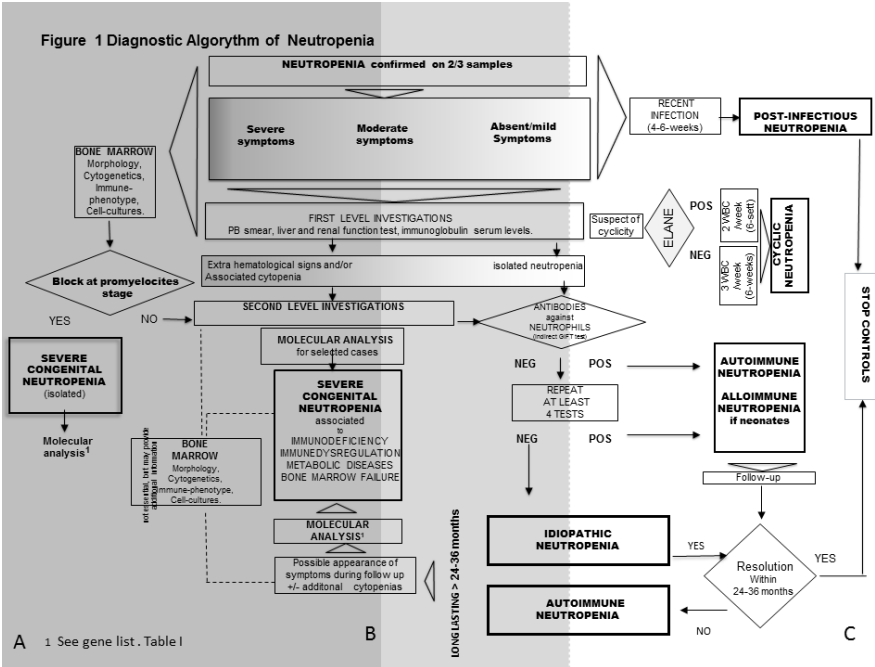 Figure 1 Diagnostic Algorythm of Neutropenia
NEUTROPENIA confirmed on 2/3 samples
Severe
symptoms
Moderate
symptoms
Absent/mild
Symptoms
RECENT
INFECTION
(4-6-weeks)
POST-INFECTIOUS
NEUTROPENIA
BONE MARROW
Morphology,
Cytogenetics,
Immune-
phenotype,
Cell-cultures.
FIRST LEVEL INVESTIGATIONS
PB smear, liver and renal function test, immunoglobulin serum levels.
Suspect of
cyclicity
ELANE
POS
NEG
2 WBC
/week
(6-sett)
3 WBC
/week
(6-weeks)
CYCLIC
NEUTROPENIA
Extra hematological signs and/or
Associated cytopenia
isolated neutropenia
Block at promyelocites
stage
YES
NO
SECOND LEVEL INVESTIGATIONS
ANTIBODIES
against
NEUTROPHILS
(indirect GIFT test)
STOP CONTROLS
MOLECULAR ANALYSIS
for selected cases
SEVERE
CONGENITAL
NEUTROPENIA
(isolated)
Molecular
analysis1
SEVERE
CONGENITAL
NEUTROPENIA
associated
to
IMMUNODEFICIENCY
IMMUNEDYSREGULATION
METABOLIC DISEASES
BONE MARROW FAILURE
NEG
POS
REPEAT
AT LEAST
4 TESTS
NEG
POS
AUTOIMMUNE
NEUTROPENIA
ALLOIMMUNE
NEUTROPENIA
if neonates
not essential, but may provide
additional information
BONE
MARROW
Morphology,
Cytogenetics,
Immune-phenotype,
Cell-cultures.
Follow-up
MOLECULAR
ANALYSIS1
Possible appearance of
symptoms during follow up
+/- additonal cytopenias
LONG LASTING > 24-36 months
IDIOPATHIC
NEUTROPENIA
YES
Resolution
Within
24-36 months
YES
AUTOIMMUNE
NEUTROPENIA
NO
A
1 See gene list . Table I
B
C